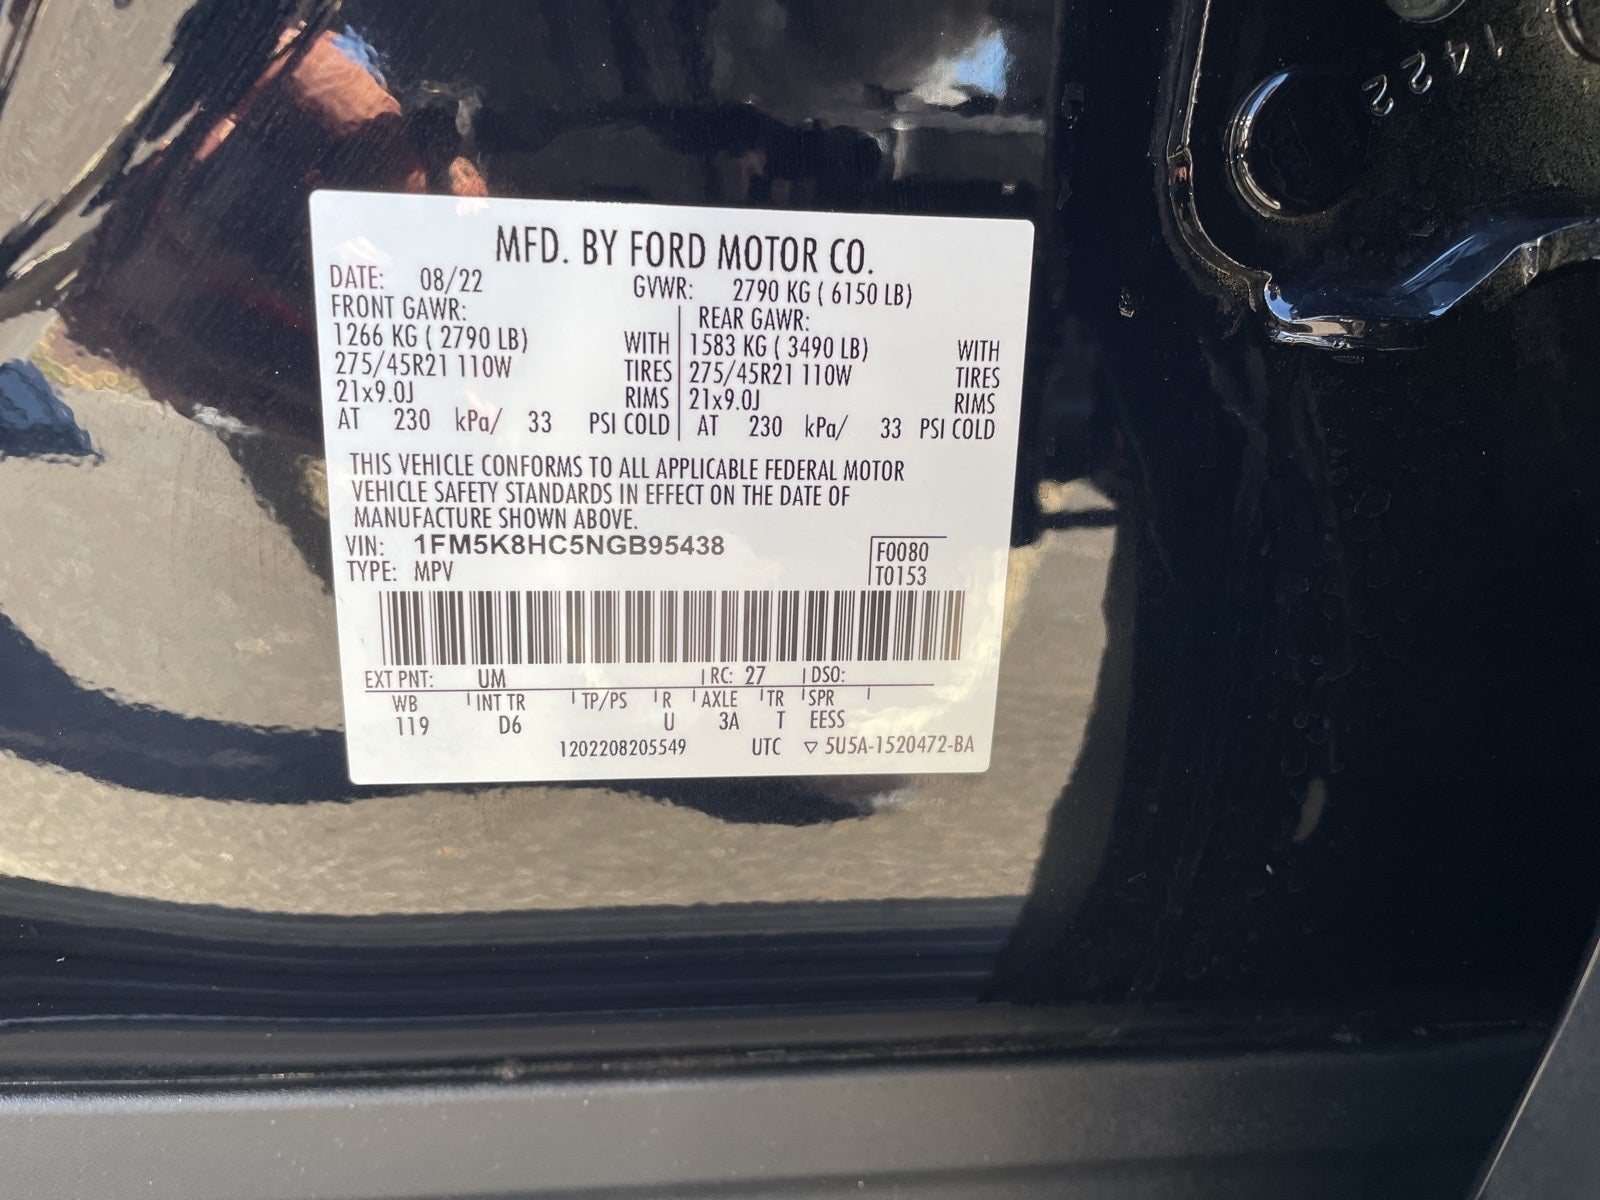 MFD. BY FORD MOTOR CO.
DATE: 08/22 GVWR: 2790 KG ( 6150 LB)
FRONT GAWR: REAR GAWR:
1266 KG ( 2790 LB) WITH 1583 KG ( 3490 LB) WITH
275/45R21 110W TIRES 275/45R21 110W TIRES
21x9.0J RIMS 21x9.0J RIMS
AT 230 kPa/ 33 PSI COLD AT 230 kPa/ 33 PSI COLD
THIS VEHICLE CONFORMS TO ALL APPLICABLE FEDERAL MOTOR
VEHICLE SAFETY STANDARDS IN EFFECT ON THE DATE OF
MANUFACTURE SHOWN ABOVE.
VIN: 1FM5K8HC5NGB95438 F0080
TYPE: MPV T0153
EXT PNT: UM RC: 27 DSO:
WB INT TR TP/PS R AXLE TR SPR
119 D6 U 3A T EESS
1202208205549 UTC ▽ 5U5A-1520472-BA